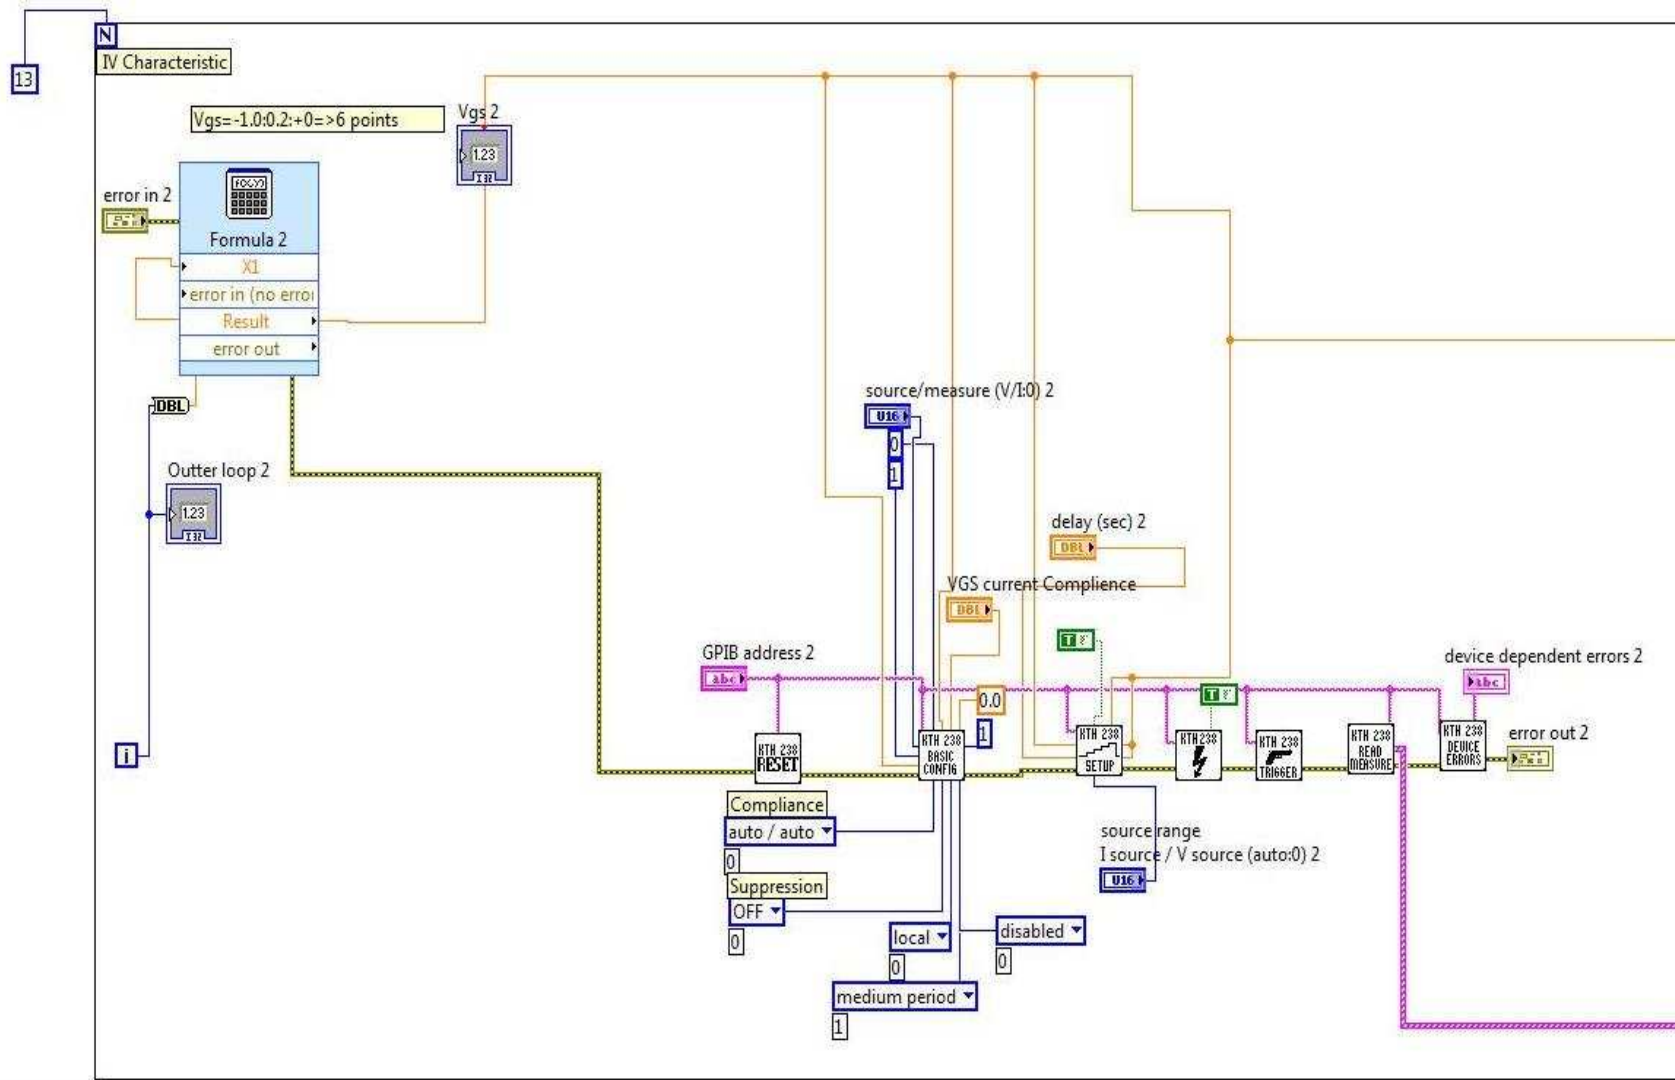 N
IV Characteristic
13
Vgs=-1.0:0.2:+0=>6 points
Vgs 2
1.23
I32
error in 2
Formula 2
X1
error in (no error
Result
error out
DBL
Outter loop 2
1.23
I32
i
source/measure (V/I:0) 2
U16
0
1
delay (sec) 2
DBL
VGS current Complience
DBL
T
GPIB address 2
abc
0.0
1
T
device dependent errors 2
abc
error out 2
KTH 238
RESET
KTH 238
BASIC
CONFIG
KTH 238
SETUP
KTH 238
KTH 238
TRIGGER
KTH 238
READ
MEASURE
KTH 238
DEVICE
ERRORS
Compliance
auto / auto
0
Suppression
OFF
0
source range
I source / V source (auto:0) 2
U16
local
0
disabled
0
medium period
1